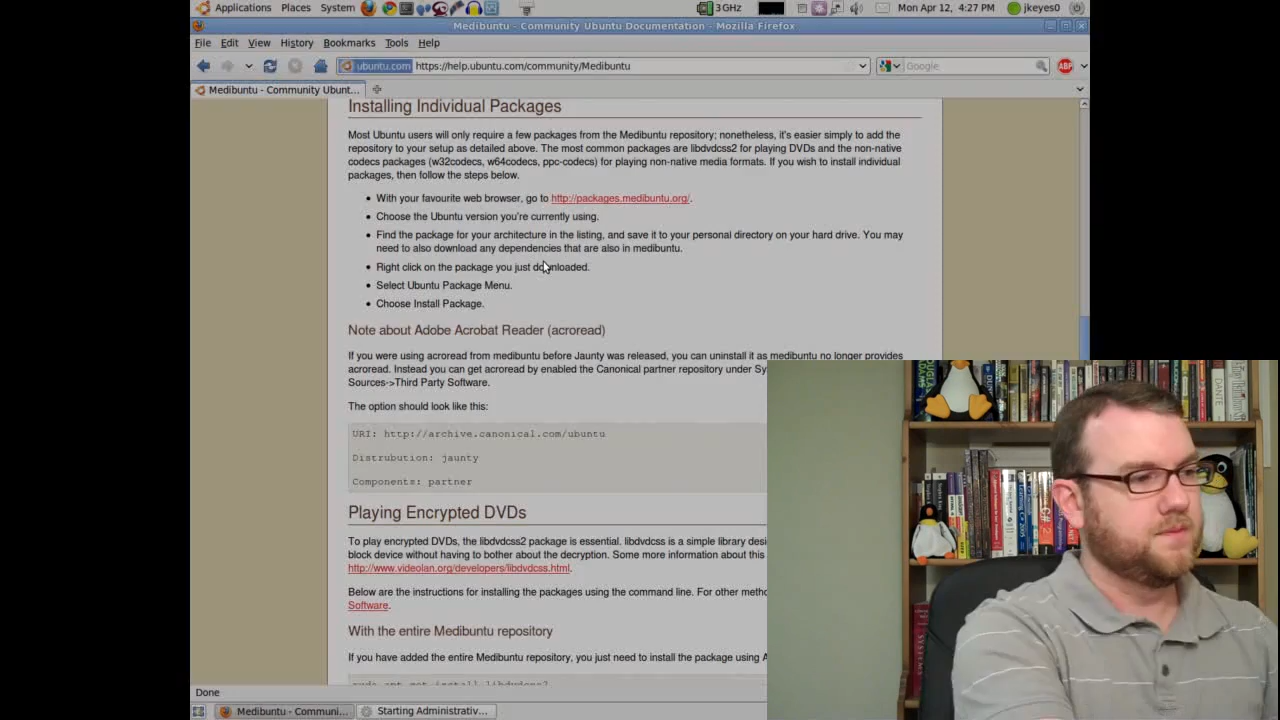 Applications Places System 3 GHz Mon Apr 12, 4:27 PM jkeyes0
Medibuntu - Community Ubuntu Documentation - Mozilla Firefox
File Edit View History Bookmarks Tools Help
ubuntu.com https://help.ubuntu.com/community/Medibuntu Google ABP
Medibuntu - Community Ubunt...
Installing Individual Packages
Most Ubuntu users will only require a few packages from the Medibuntu repository; nonetheless, it's easier simply to add the
repository to your setup as detailed above. The most common packages are libdvdcss2 for playing DVDs and the non-native
codecs packages (w32codecs, w64codecs, ppc-codecs) for playing non-native media formats. If you wish to install individual
packages, then follow the steps below.
With your favourite web browser, go to http://packages.medibuntu.org/.
Choose the Ubuntu version you're currently using.
Find the package for your architecture in the listing, and save it to your personal directory on your hard drive. You may
need to also download any dependencies that are also in medibuntu.
Right click on the package you just downloaded.
Select Ubuntu Package Menu.
Choose Install Package.
Note about Adobe Acrobat Reader (acroread)
If you were using acroread from medibuntu before Jaunty was released, you can uninstall it as medibuntu no longer provides
acroread. Instead you can get acroread by enabled the Canonical partner repository under Sy
Sources->Third Party Software.
The option should look like this:
URI: http://archive.canonical.com/ubuntu
Distrubution: jaunty
Components: partner
Playing Encrypted DVDs
To play encrypted DVDs, the libdvdcss2 package is essential. libdvdcss is a simple library desi
block device without having to bother about the decryption. Some more information about this
http://www.videolan.org/developers/libdvdcss.html.
Below are the instructions for installing the packages using the command line. For other metho
Software.
With the entire Medibuntu repository
If you have added the entire Medibuntu repository, you just need to install the package using A
sudo apt-get install libdvdcss2
Done
Medibuntu - Communi... Starting Administrativ...
DANTE
C# 2